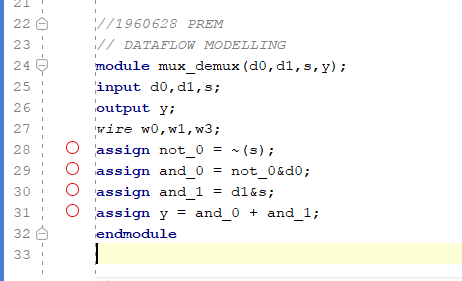 21
22 //1960628 PREM
23 // DATAFLOW MODELLING
24 module mux_demux(d0,d1,s,y);
25 input d0,d1,s;
26 output y;
27 wire w0,w1,w3;
28 assign not_0 = ~(s);
29 assign and_0 = not_0&d0;
30 assign and_1 = d1&s;
31 assign y = and_0 + and_1;
32 endmodule
33